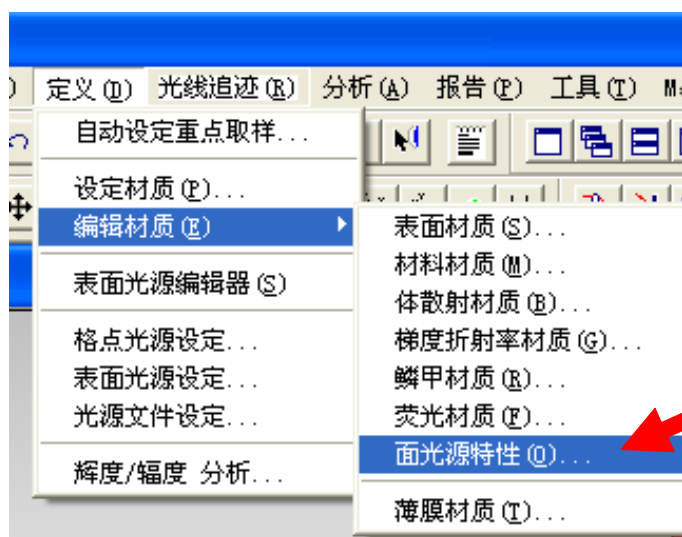 ) 定义(D) 光线追迹(R) 分析(A) 报告(P) 工具(T) Ma
自动设定重点取样...
设定材质(P)...
编辑材质(E)
表面光源编辑器(S)
格点光源设定...
表面光源设定...
光源文件设定...
辉度/辐度 分析...
表面材质(S)...
材料材质(M)...
体散射材质(B)...
梯度折射率材质(G)...
鳞甲材质(R)...
荧光材质(F)...
面光源特性(O)...
薄膜材质(T)...